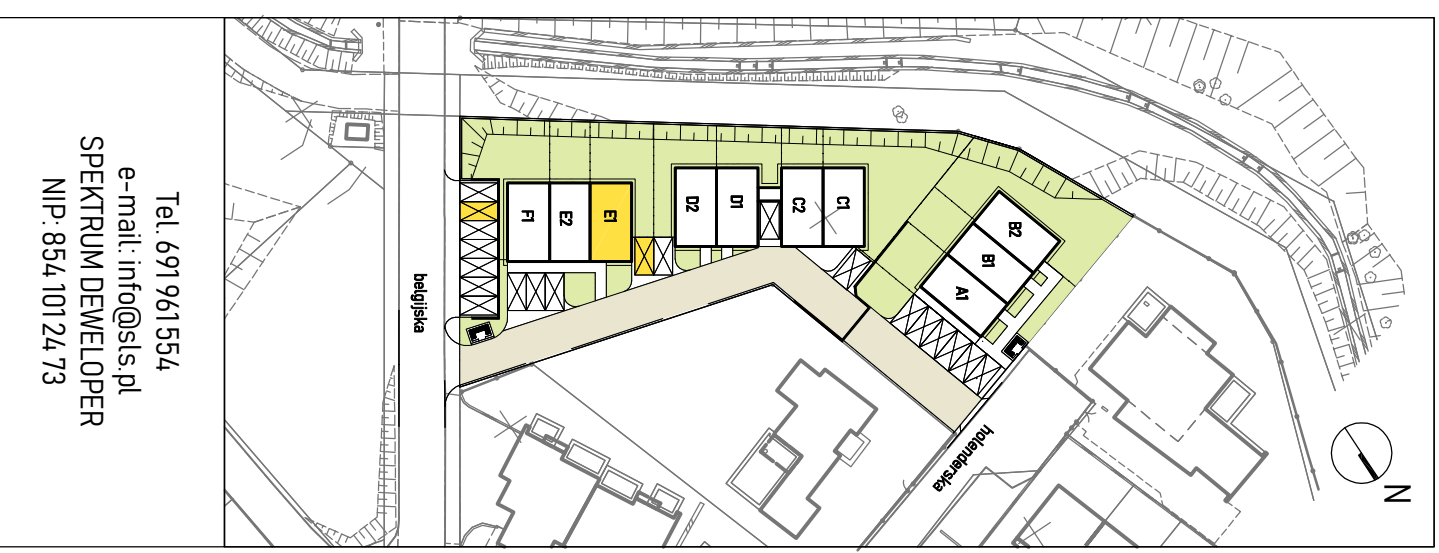 Tel. 691 961 554
e-mail: info@sls.pl
SPEKTRUM DEWELOPER
NIP: 854 101 24 73
belgijska
F1
E2
E1
D2
D1
C2
C1
B2
B1
A1
holenderska
N